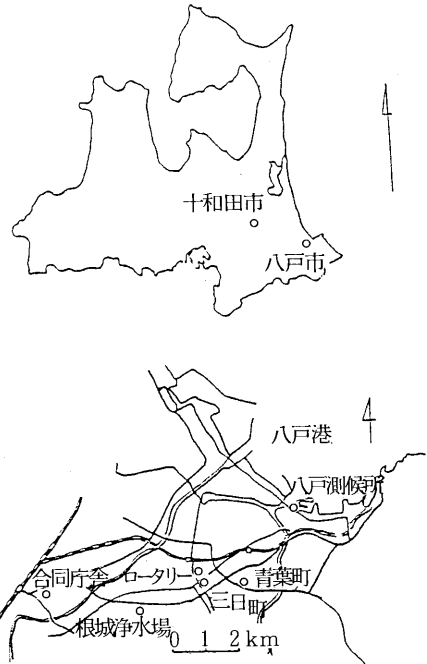 十和田市
八戸市
八戸港
八戸測候所
合同庁舎
ロータリー
青葉町
三日町
根城浄水場
0 1 2km